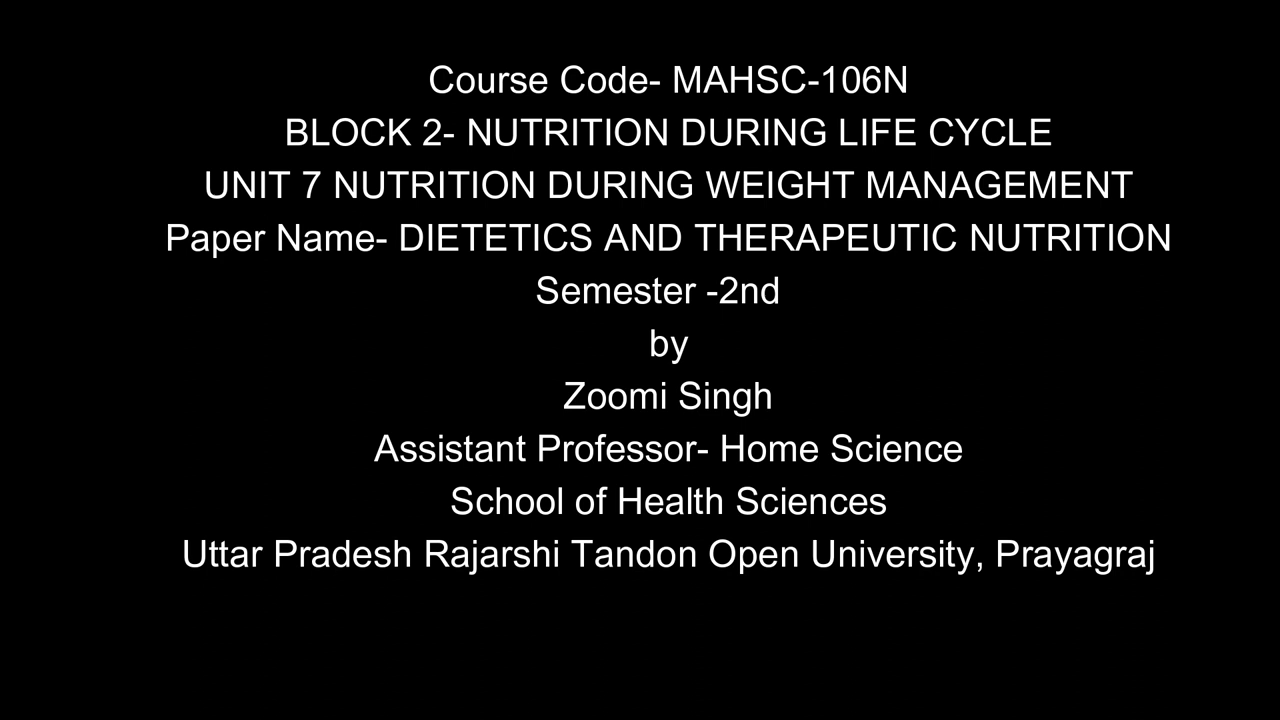 Course Code- MAHSC-106N
BLOCK 2- NUTRITION DURING LIFE CYCLE
UNIT 7 NUTRITION DURING WEIGHT MANAGEMENT
Paper Name- DIETETICS AND THERAPEUTIC NUTRITION
Semester -2nd
by
Zoomi Singh
Assistant Professor- Home Science
School of Health Sciences
Uttar Pradesh Rajarshi Tandon Open University, Prayagraj